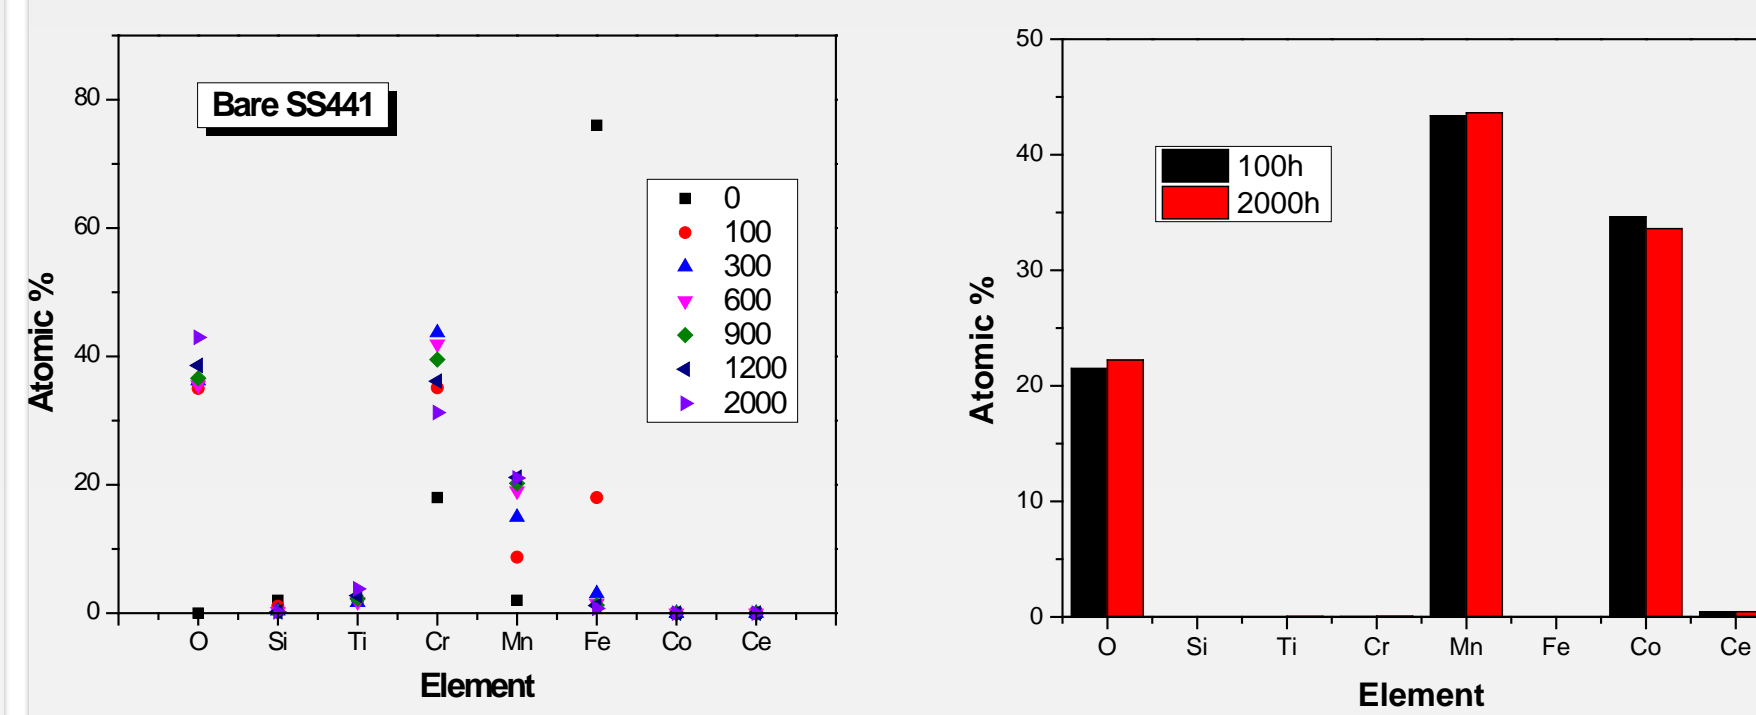 Bare SS441
80
60
40
20
0
Atomic %
0
100
300
600
900
1200
2000
O Si Ti Cr Mn Fe Co Ce
Element
50
40
30
20
10
0
Atomic %
100h
2000h
O Si Ti Cr Mn Fe Co Ce
Element